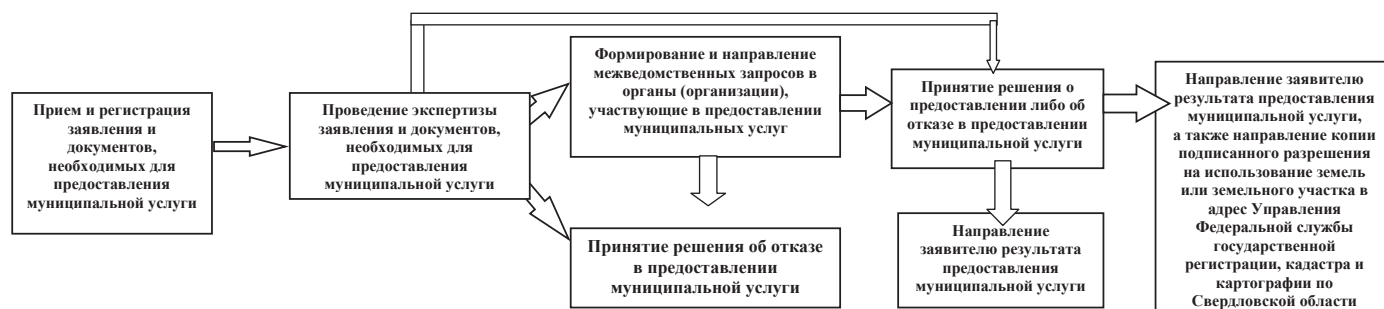 Прием и регистрация
заявления и
документов,
необходимых для
предоставления
муниципальной услуги
Проведение экспертизы
заявления и документов,
необходимых для
предоставления
муниципальной услуги
Формирование и направление
межведомственных запросов в
органы (организации),
участвующие в предоставлении
муниципальных услуг
Принятие решения об отказе
в предоставлении
муниципальной услуги
Принятие решения о
предоставлении либо об
отказе в предоставлении
муниципальной услуги
Направление
заявителю результата
предоставления
муниципальной услуги
Направление заявителю
результата предоставления
муниципальной услуги,
а также направление копии
подписанного разрешения
на использование земель
или земельного участка в
адрес Управления
Федеральной службы
государственной
регистрации, кадастра и
картографии по
Свердловской области